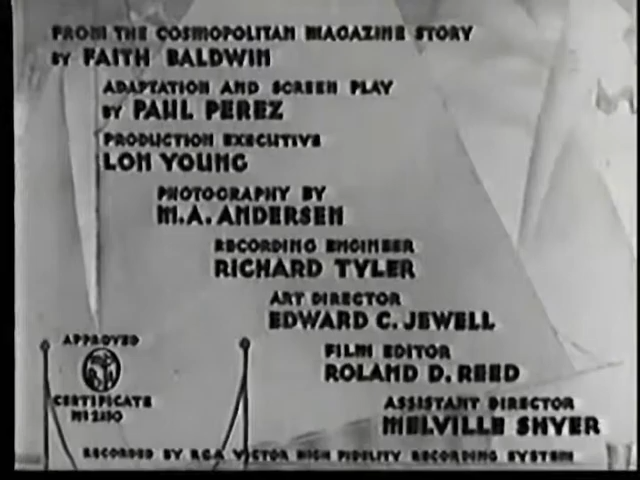 FROM THE COSMOPOLITAN MAGAZINE STORY
BY FAITH BALDWIN
ADAPTATION AND SCREEN PLAY
BY PAUL PEREZ
PRODUCTION EXECUTIVE
LON YOUNG
PHOTOGRAPHY BY
M.A. ANDERSEN
RECORDING ENGINEER
RICHARD TYLER
ART DIRECTOR
EDWARD C. JEWELL
FILM EDITOR
ROLAND D. REED
ASSISTANT DIRECTOR
MELVILLE SHYER
APPROVED
CERTIFICATE
RECORDED BY RCA VICTOR HIGH FIDELITY RECORDING SYSTEM